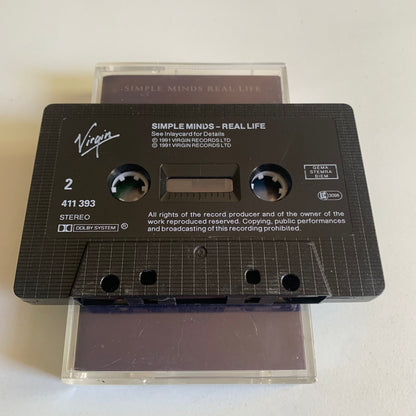 SIMPLE MINDS REAL LIFE
Virgin
SIMPLE MINDS – REAL LIFE
See Inlaycard for Details
Ⓟ 1991 VIRGIN RECORDS LTD
© 1991 VIRGIN RECORDS LTD
2
411 393
STEREO
DOLBY SYSTEM
GEMA
STEMRA
BIEM
All rights of the record producer and of the owner of the
work reproduced reserved. Copying, public performances
and broadcasting of this recording prohibited.